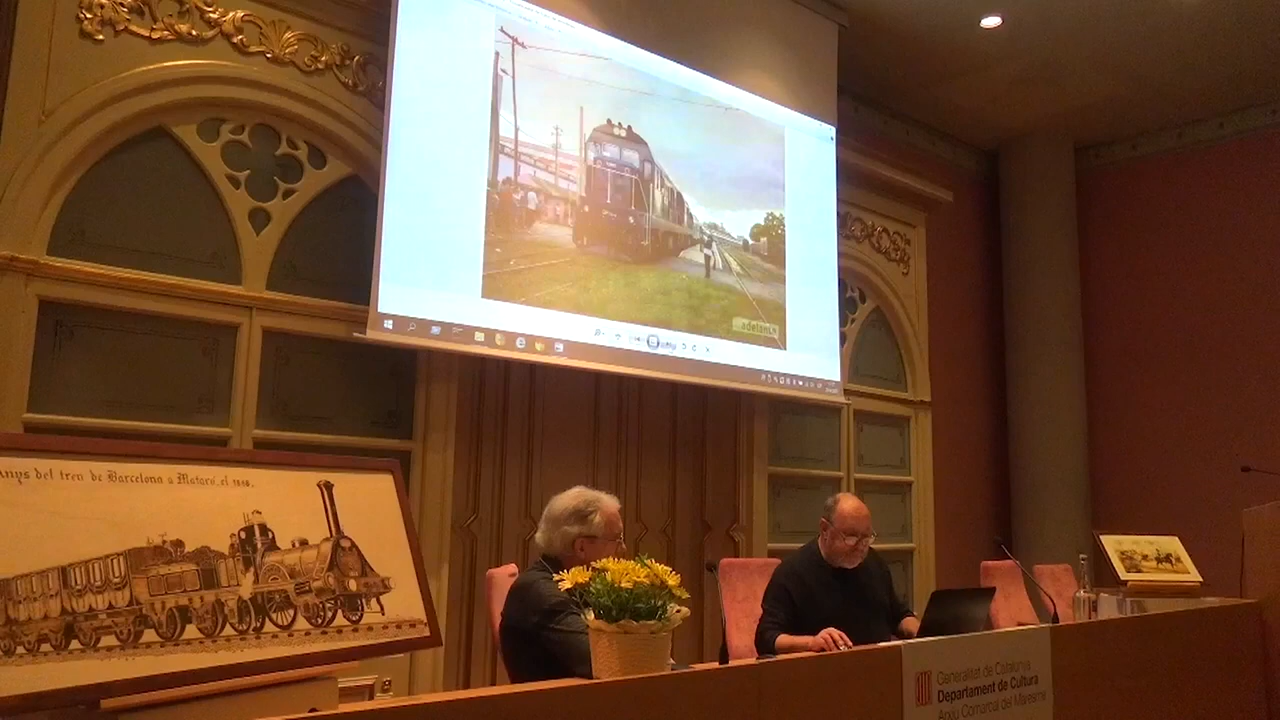 anys del tren de Barcelona a Mataró, el 1848.
adelante
Generalitat de Catalunya
Departament de Cultura
Arxiu Comarcal del Maresme